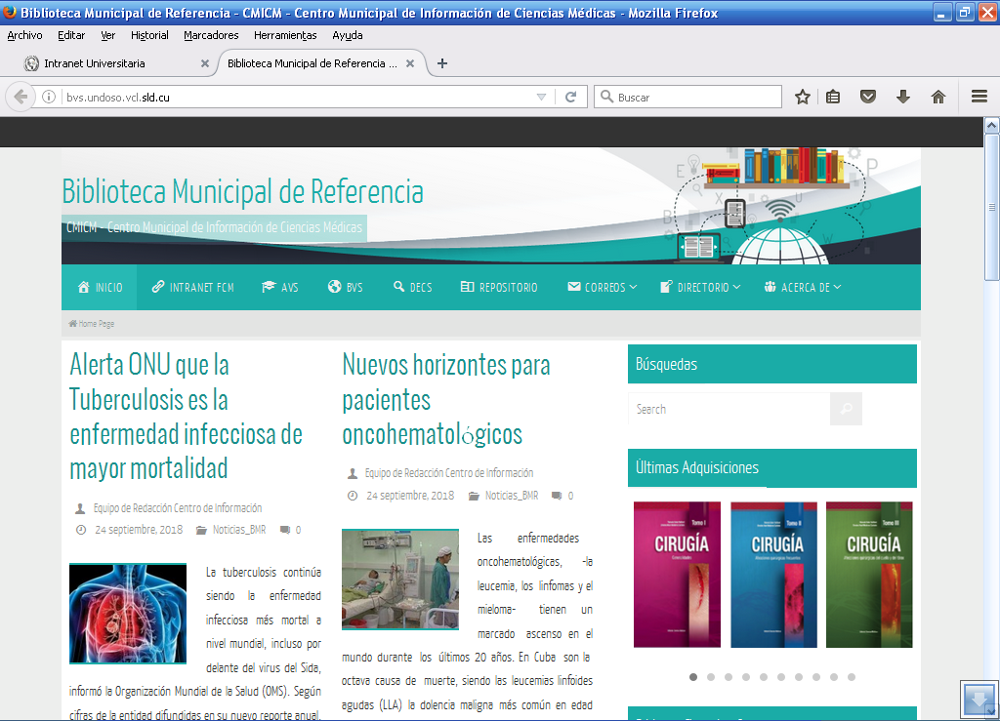 Biblioteca Municipal de Referencia - CMICM - Centro Municipal de Información de Ciencias Médicas - Mozilla Firefox
Archivo Editar Ver Historial Marcadores Herramientas Ayuda
Intranet Universitaria
Biblioteca Municipal de Referencia ...
bvs.undoso.vcl.sld.cu
Buscar
Biblioteca Municipal de Referencia
CMICM - Centro Municipal de Información de Ciencias Médicas
INICIO INTRANET FCM AVS BVS DECS REPOSITORIO CORREOS DIRECTORIO ACERCA DE
Home Page
Alerta ONU que la
Tuberculosis es la
enfermedad infecciosa de
mayor mortalidad
Equipo de Redacción Centro de Información
24 septiembre, 2018 Noticias_BMR 0
La tuberculosis continúa
siendo la enfermedad
infecciosa más mortal a
nivel mundial, incluso por
delante del virus del Sida,
informó la Organización Mundial de la Salud (OMS). Según
cifras de la entidad difundidas en su nuevo reporte anual,
Nuevos horizontes para
pacientes
oncohematológicos
Equipo de Redacción Centro de Información
24 septiembre, 2018 Noticias_BMR 0
Las enfermedades
oncohematológicas, -la
leucemia, los linfomas y el
mieloma- tienen un
marcado ascenso en el
mundo durante los últimos 20 años. En Cuba son la
octava causa de muerte, siendo las leucemias linfoides
agudas (LLA) la dolencia maligna más común en edad
Búsquedas
Search
Últimas Adquisiciones
Tomo I
CIRUGÍA
Tomo II
CIRUGÍA
Tomo III
CIRUGÍA